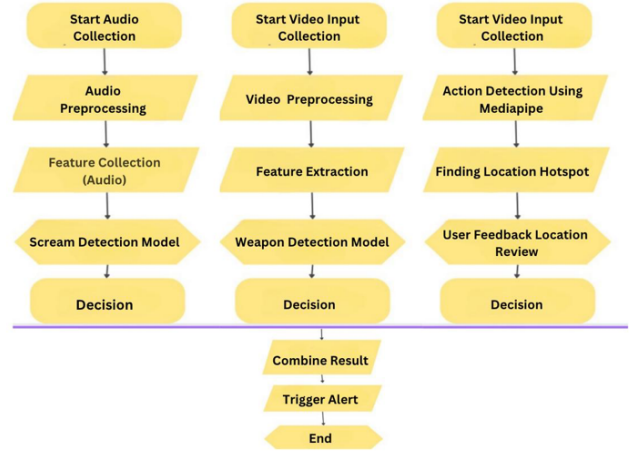 Start Audio
Collection
Audio
Preprocessing
Feature Collection
(Audio)
Scream Detection Model
Decision
Start Video Input
Collection
Video Preprocessing
Feature Extraction
Weapon Detection Model
Decision
Start Video Input
Collection
Action Detection Using
Mediapipe
Finding Location Hotspot
User Feedback Location
Review
Decision
Combine Result
Trigger Alert
End